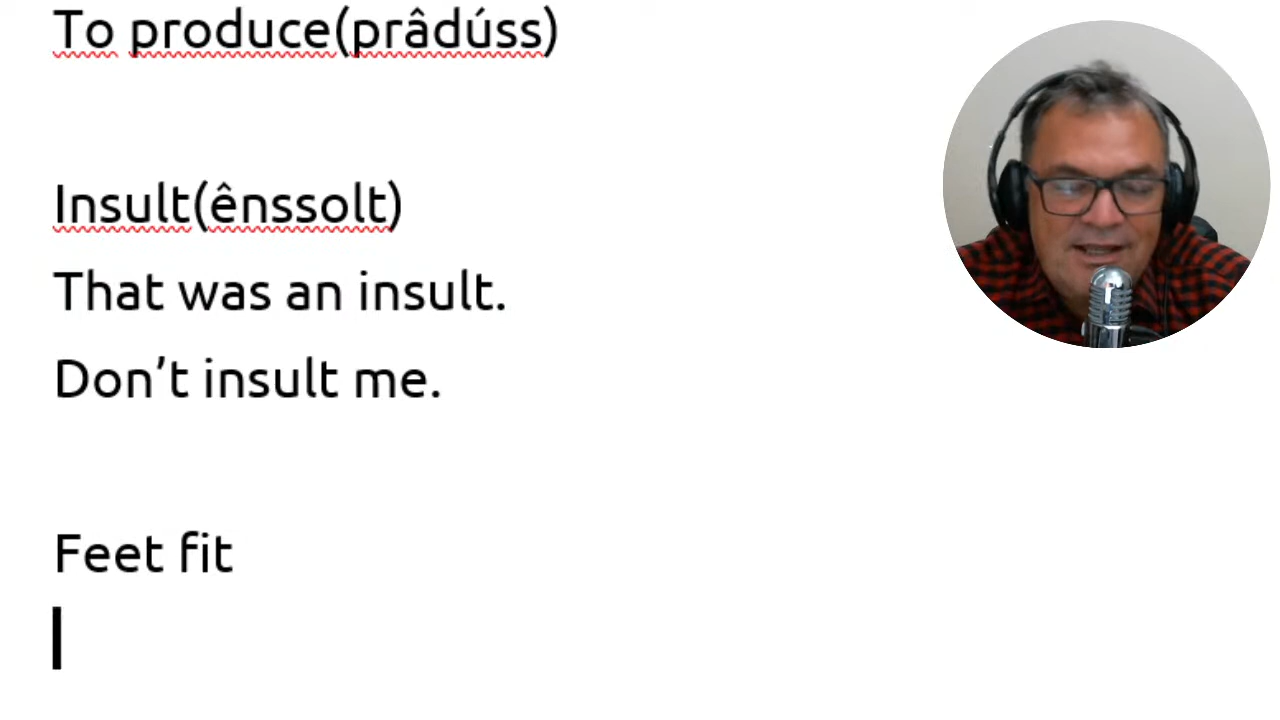 To produce(prâdúss)
Insult(ênssolt)
That was an insult.
Don’t insult me.
Feet fit